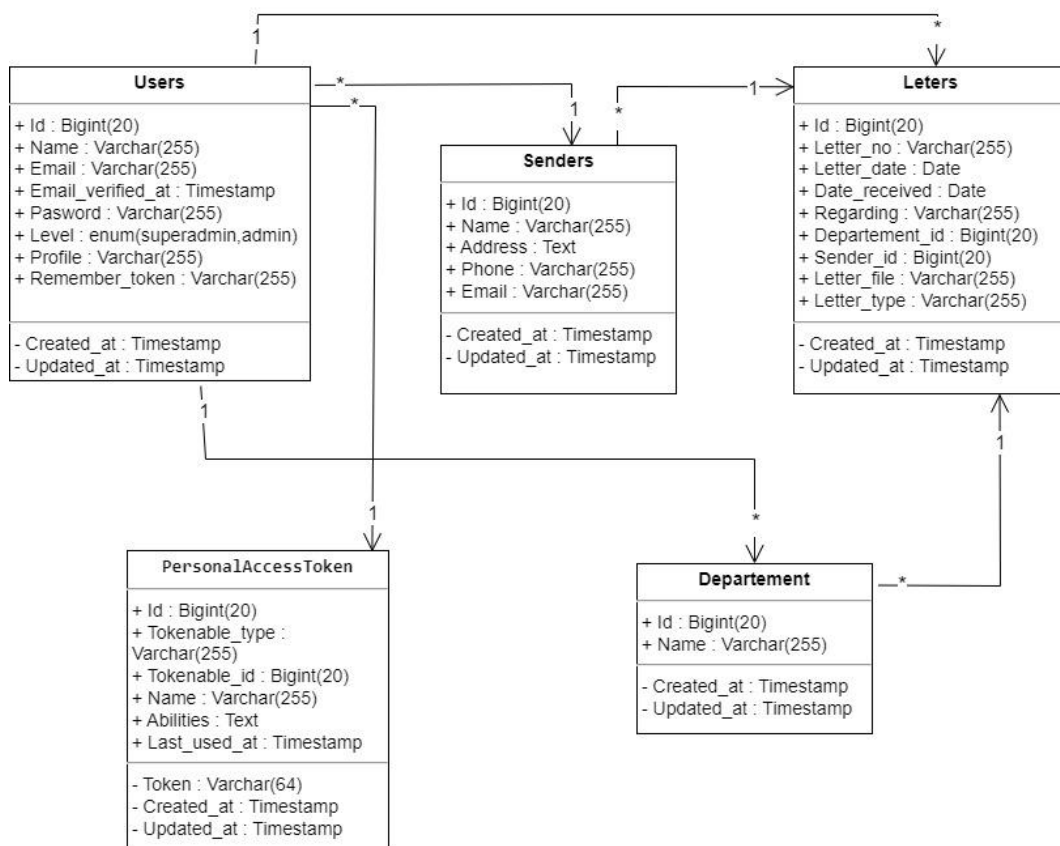 1
*
Users
+ Id : Bigint(20)
+ Name : Varchar(255)
+ Email : Varchar(255)
+ Email_verified_at : Timestamp
+ Pasword : Varchar(255)
+ Level : enum(superadmin,admin)
+ Profile : Varchar(255)
+ Remember_token : Varchar(255)
- Created_at : Timestamp
- Updated_at : Timestamp
*
*
1
1
*
1
Senders
+ Id : Bigint(20)
+ Name : Varchar(255)
+ Address : Text
+ Phone : Varchar(255)
+ Email : Varchar(255)
- Created_at : Timestamp
- Updated_at : Timestamp
*
1
Leters
+ Id : Bigint(20)
+ Letter_no : Varchar(255)
+ Letter_date : Date
+ Date_received : Date
+ Regarding : Varchar(255)
+ Departement_id : Bigint(20)
+ Sender_id : Bigint(20)
+ Letter_file : Varchar(255)
+ Letter_type : Varchar(255)
- Created_at : Timestamp
- Updated_at : Timestamp
1
*
PersonalAccessToken
+ Id : Bigint(20)
+ Tokenable_type :
Varchar(255)
+ Tokenable_id : Bigint(20)
+ Name : Varchar(255)
+ Abilities : Text
+ Last_used_at : Timestamp
- Token : Varchar(64)
- Created_at : Timestamp
- Updated_at : Timestamp
Departement
+ Id : Bigint(20)
+ Name : Varchar(255)
- Created_at : Timestamp
- Updated_at : Timestamp